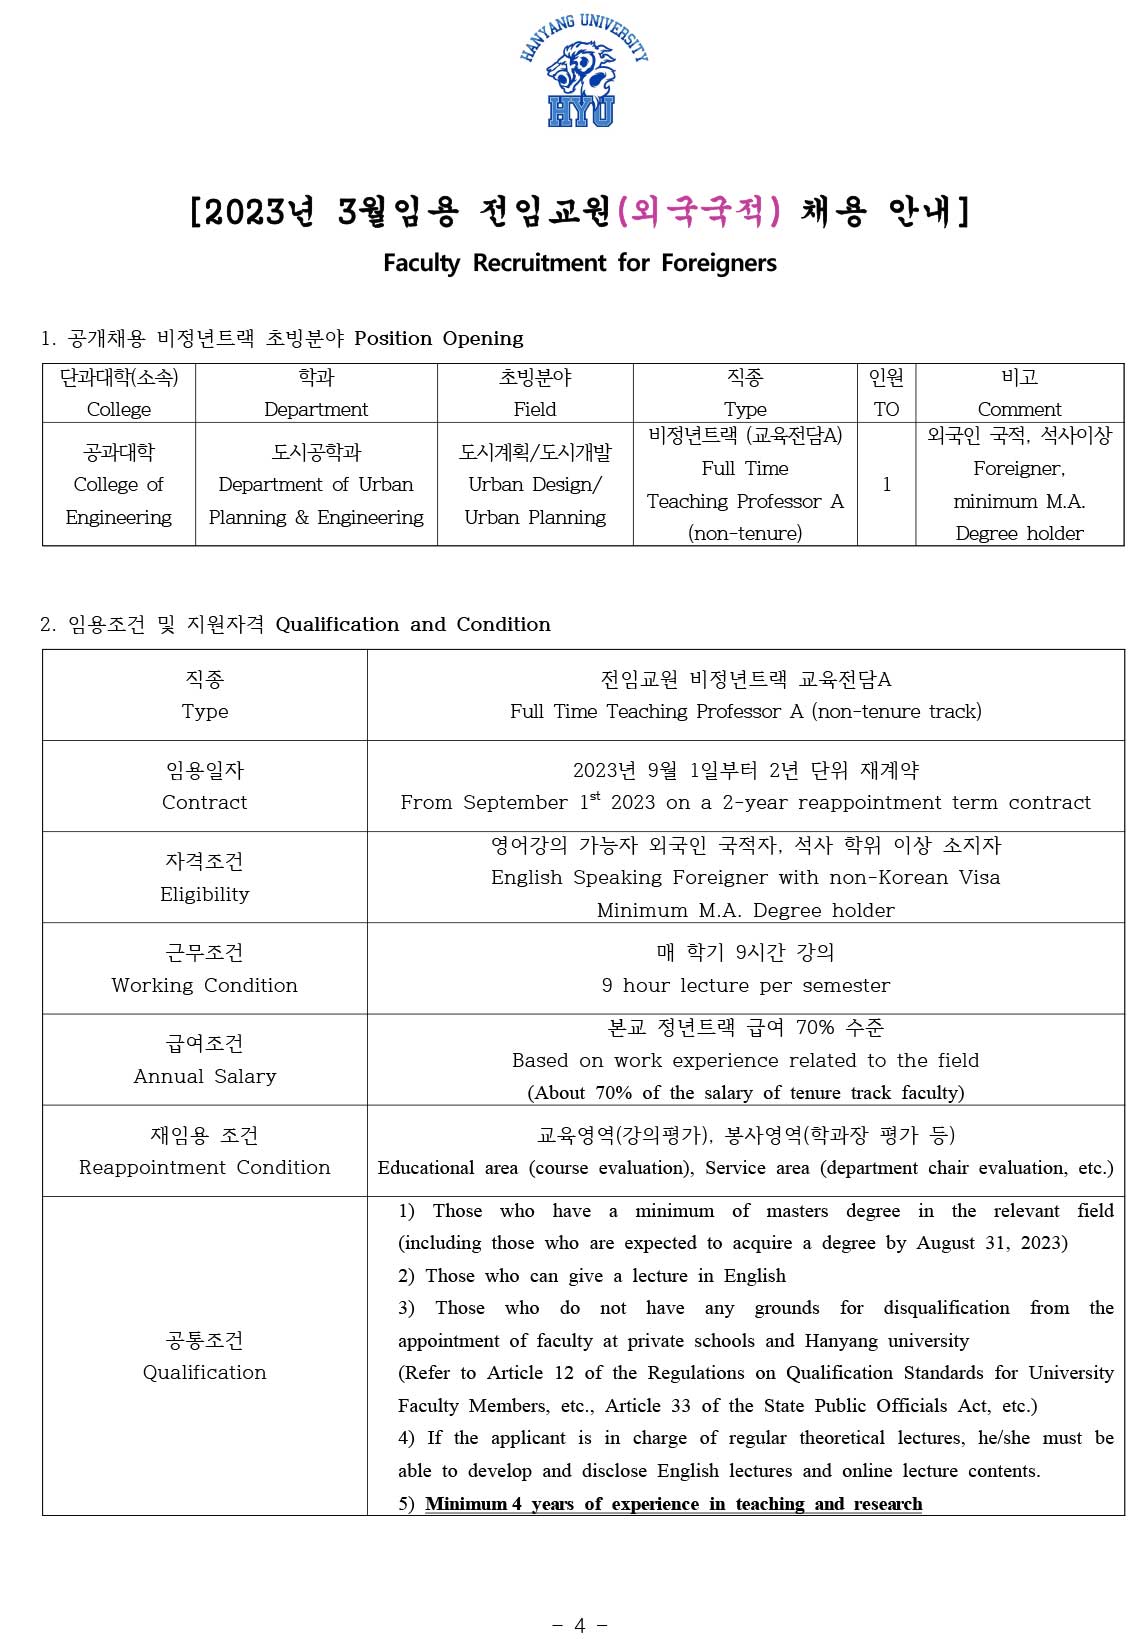 HANYANG UNIVERSITY
HYU
[2023년 3월임용 전임교원(외국국적) 채용 안내]
Faculty Recruitment for Foreigners
1. 공개채용 비정년트랙 초빙분야 Position Opening
단과대학(소속)
College
학과
Department
초빙분야
Field
직종
Type
인원
TO
비고
Comment
공과대학
College of
Engineering
도시공학과
Department of Urban
Planning & Engineering
도시계획/도시개발
Urban Design/
Urban Planning
비정년트랙 (교육전담A)
Full Time
Teaching Professor A
(non-tenure)
1
외국인 국적, 석사이상
Foreigner,
minimum M.A.
Degree holder
2. 임용조건 및 지원자격 Qualification and Condition
직종
Type
전임교원 비정년트랙 교육전담A
Full Time Teaching Professor A (non-tenure track)
임용일자
Contract
2023년 9월 1일부터 2년 단위 재계약
From September 1st 2023 on a 2-year reappointment term contract
자격조건
Eligibility
영어강의 가능자 외국인 국적자, 석사 학위 이상 소지자
English Speaking Foreigner with non-Korean Visa
Minimum M.A. Degree holder
근무조건
Working Condition
매 학기 9시간 강의
9 hour lecture per semester
급여조건
Annual Salary
본교 정년트랙 급여 70% 수준
Based on work experience related to the field
(About 70% of the salary of tenure track faculty)
재임용 조건
Reappointment Condition
교육영역(강의평가), 봉사영역(학과장 평가 등)
Educational area (course evaluation), Service area (department chair evaluation, etc.)
공통조건
Qualification
1) Those who have a minimum of masters degree in the relevant field
(including those who are expected to acquire a degree by August 31, 2023)
2) Those who can give a lecture in English
3) Those who do not have any grounds for disqualification from the
appointment of faculty at private schools and Hanyang university
(Refer to Article 12 of the Regulations on Qualification Standards for University
Faculty Members, etc., Article 33 of the State Public Officials Act, etc.)
4) If the applicant is in charge of regular theoretical lectures, he/she must be
able to develop and disclose English lectures and online lecture contents.
5) Minimum 4 years of experience in teaching and research
- 4 -